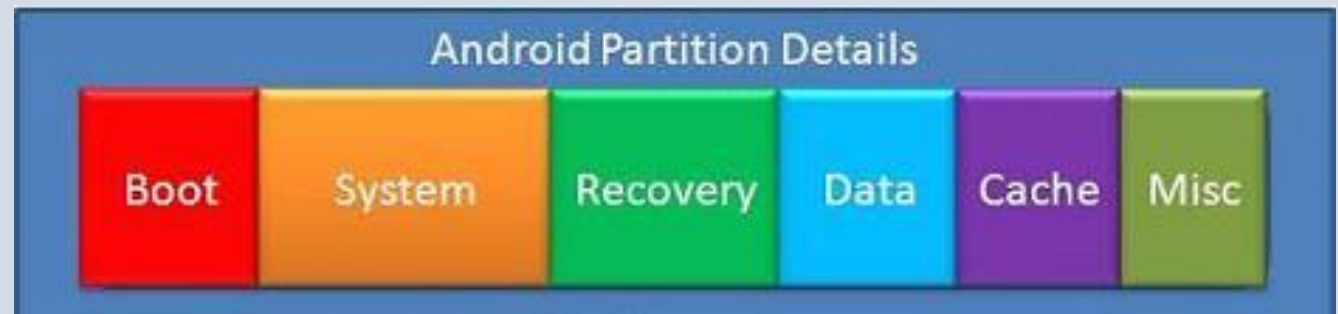 Android Partition Details
Boot System Recovery Data Cache Misc